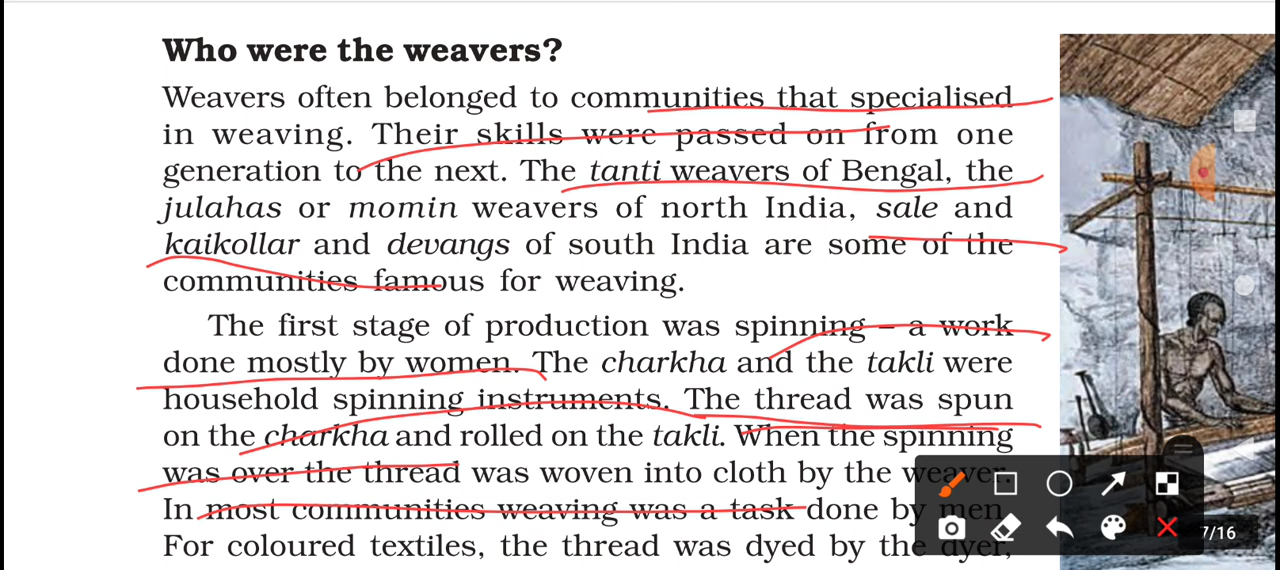 Who were the weavers?
Weavers often belonged to communities that specialised
in weaving. Their skills were passed on from one
generation to the next. The tanti weavers of Bengal, the
julahas or momin weavers of north India, sale and
kaikollar and devangs of south India are some of the
communities famous for weaving.
The first stage of production was spinning – a work
done mostly by women. The charkha and the takli were
household spinning instruments. The thread was spun
on the charkha and rolled on the takli. When the spinning
was over the thread was woven into cloth by the weaver.
In most communities weaving was a task done by men.
For coloured textiles, the thread was dyed by the dyer,
7/16